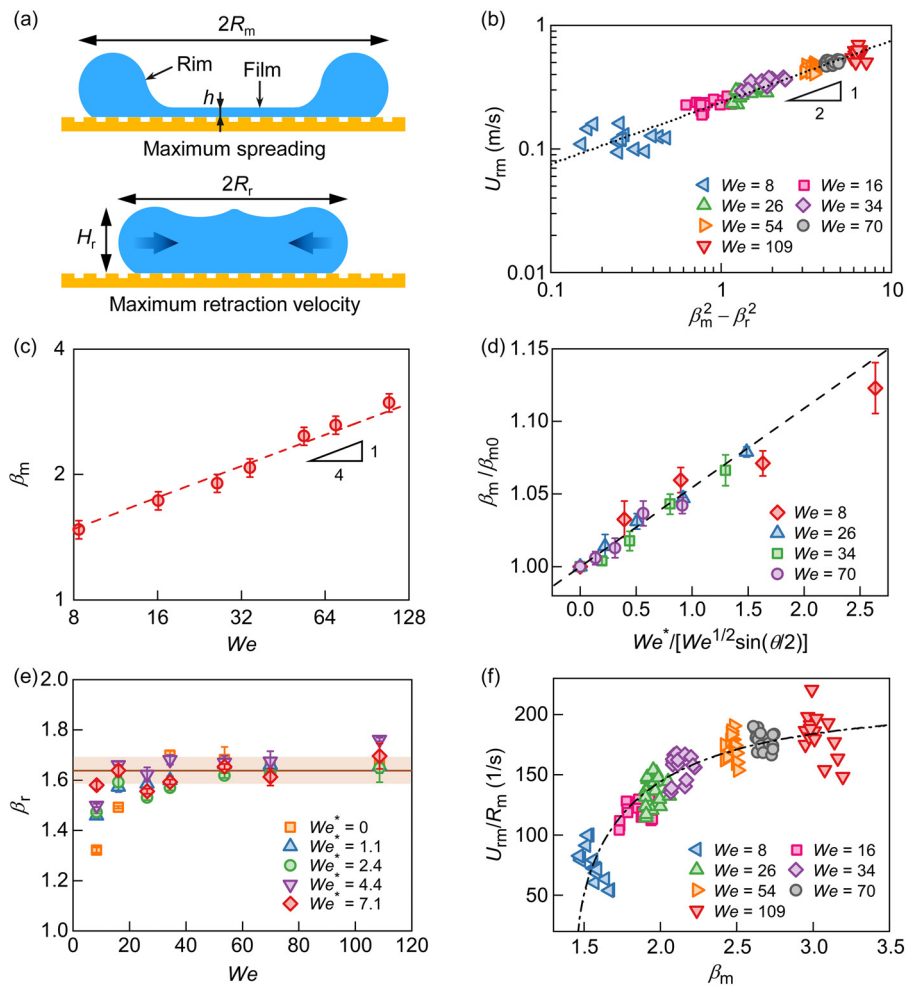 (a)
2Rₘ
Rim
Film
h
Maximum spreading
2Rᵣ
Hᵣ
Maximum retraction velocity
(b)
1
0.1
0.01
Uᵣₘ (m/s)
1
2
We = 8
We = 16
We = 26
We = 34
We = 54
We = 70
We = 109
0.1
1
10
βₘ² – βᵣ²
(c)
4
2
1
βₘ
1
4
8
16
32
64
128
We
(d)
1.15
1.10
1.05
1.00
βₘ/βₘ₀
We = 8
We = 26
We = 34
We = 70
0.0
0.5
1.0
1.5
2.0
2.5
We*/[We^1/2 sin(θ/2)]
(e)
2.0
1.8
1.6
1.4
1.2
1.0
βᵣ
We* = 0
We* = 1.1
We* = 2.4
We* = 4.4
We* = 7.1
0
20
40
60
80
100
120
We
(f)
200
150
100
50
Uᵣₘ/Rₘ (1/s)
We = 8
We = 16
We = 26
We = 34
We = 54
We = 70
We = 109
1.5
2.0
2.5
3.0
3.5
βₘ